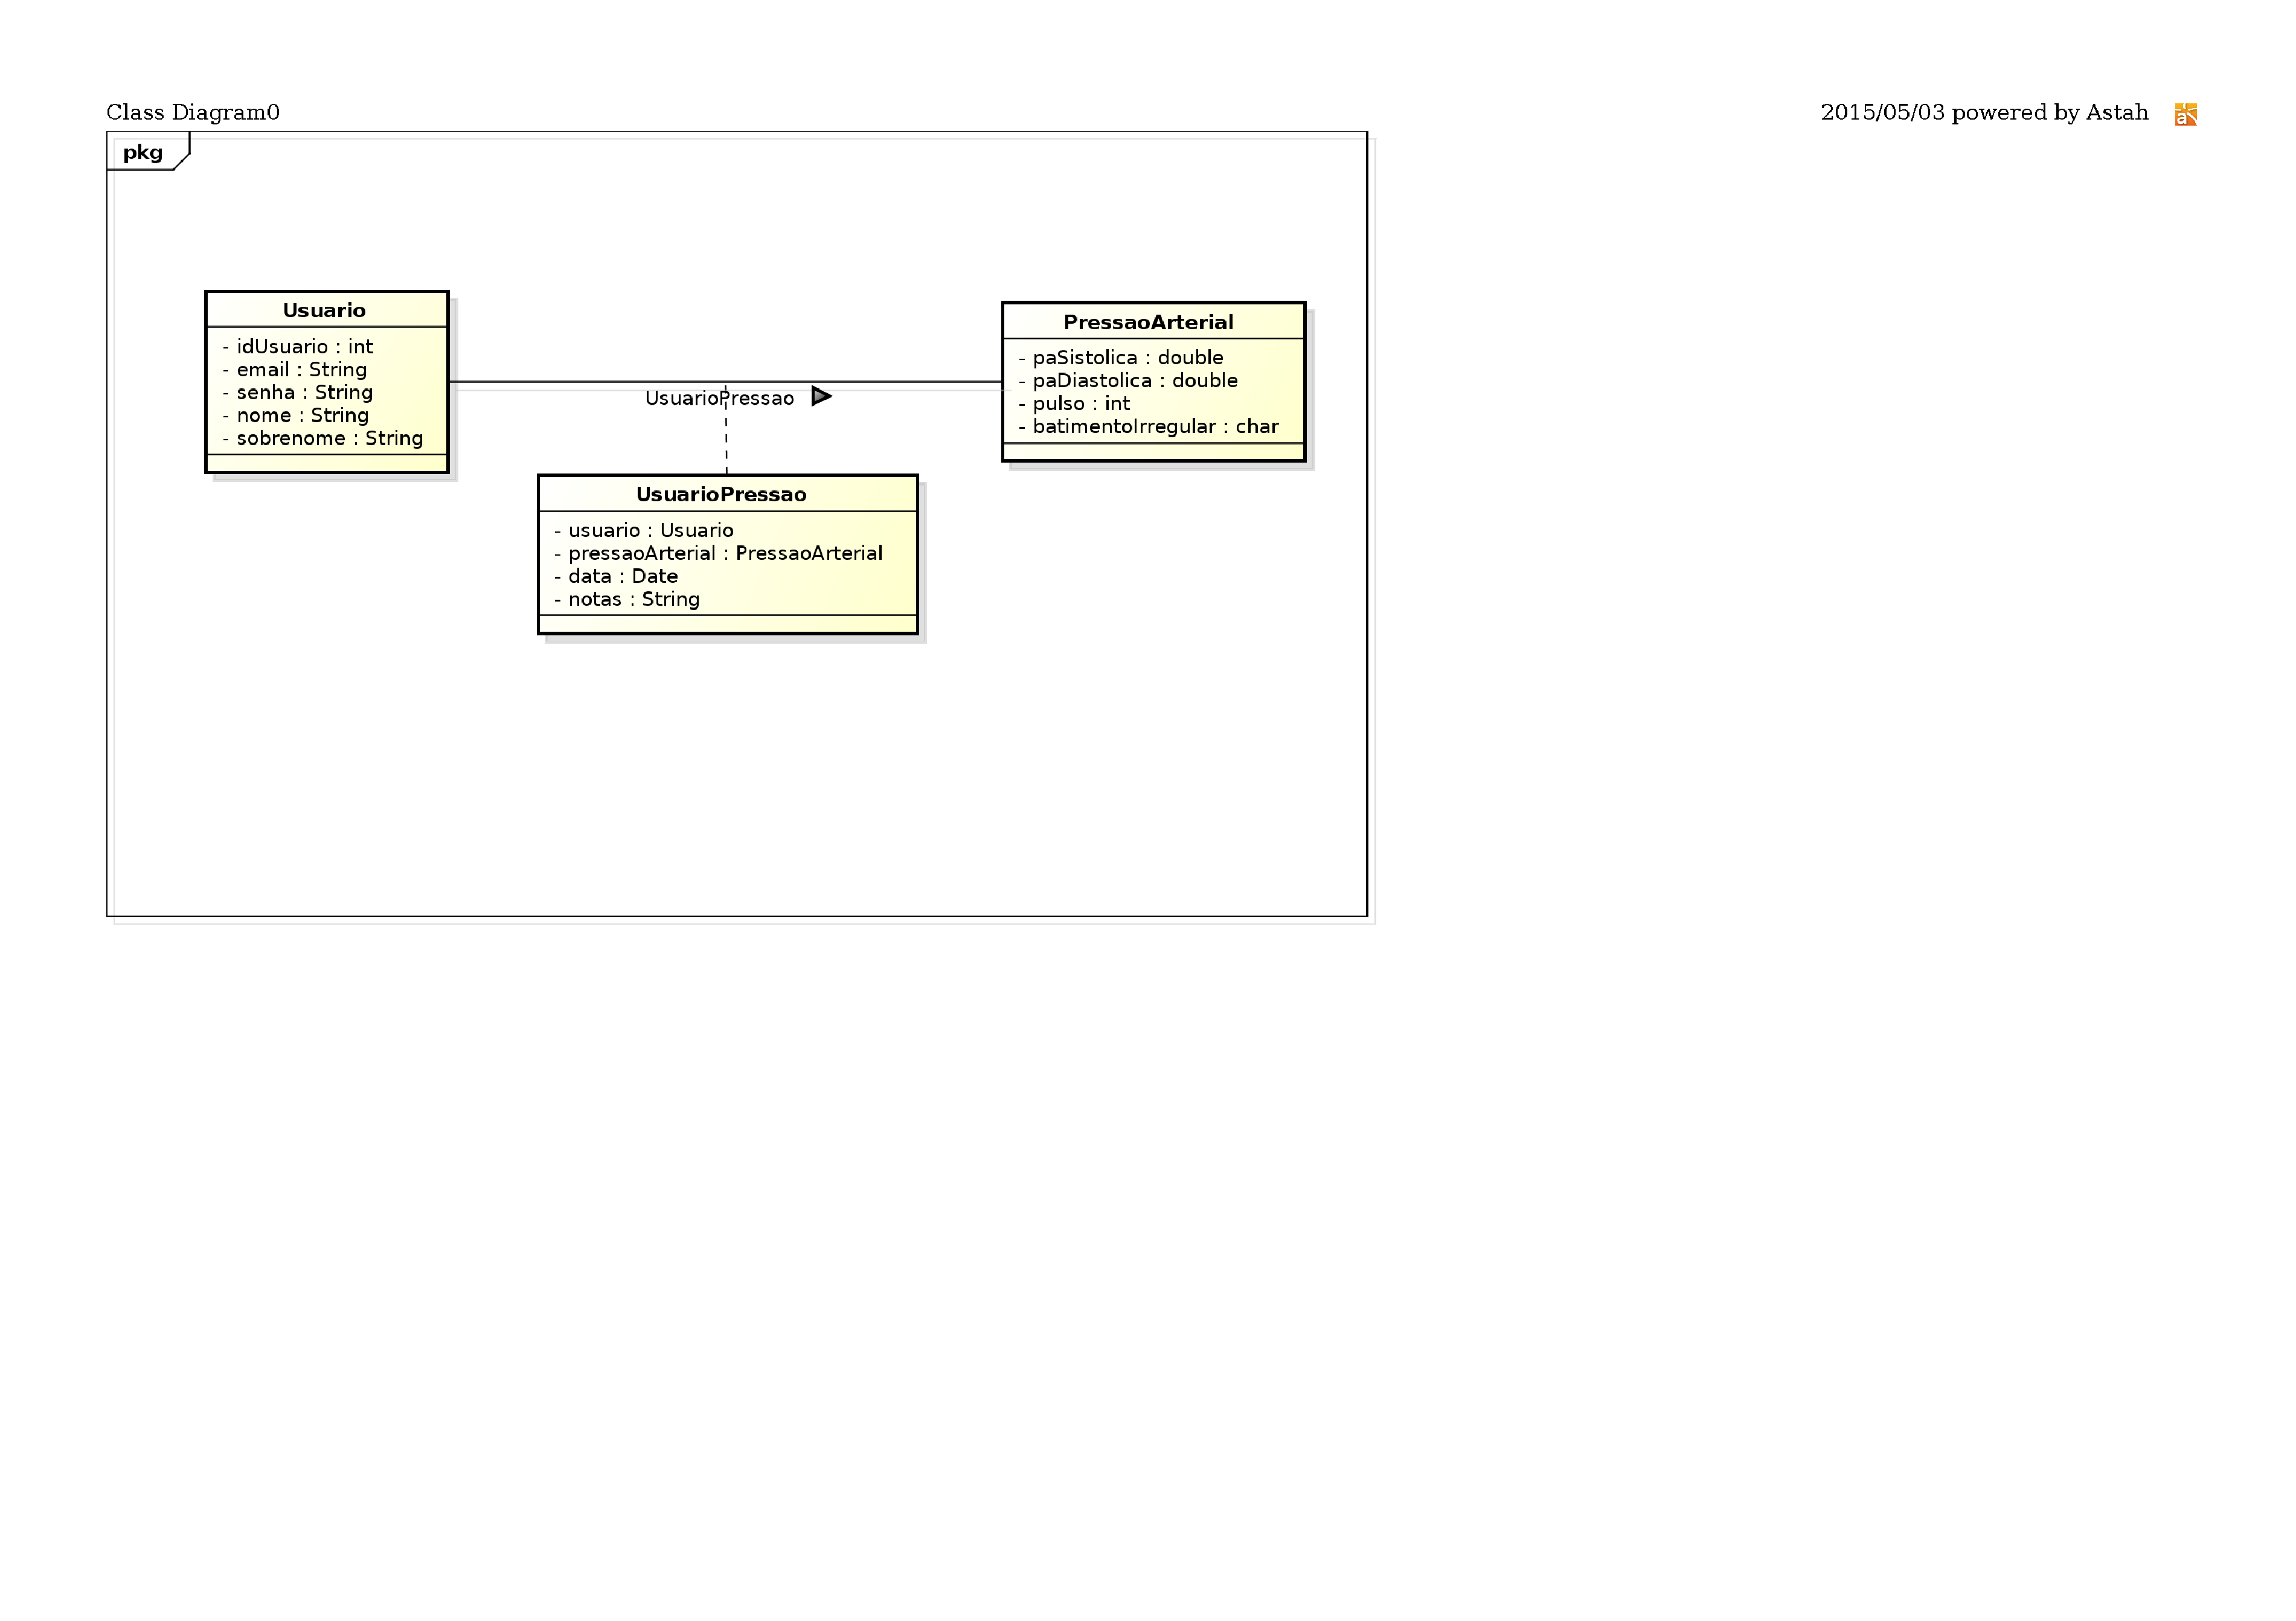 Class Diagram0
2015/05/03 powered by Astah
pkg
Usuario
- idUsuario : int
- email : String
- senha : String
- nome : String
- sobrenome : String
UsuarioPressao
PressaoArterial
- paSistolica : double
- paDiastolica : double
- pulso : int
- batimentoIrregular : char
UsuarioPressao
- usuario : Usuario
- pressaoArterial : PressaoArterial
- data : Date
- notas : String